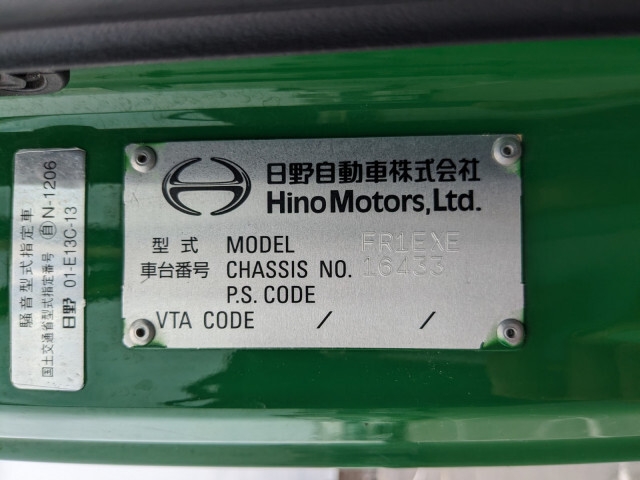 騒音型式指定車
国土交通省型式指定番号 自 N-1206
日野 01-E13C-13
日野自動車株式会社
Hino Motors, Ltd.
型式 MODEL FR1EXE
車台番号 CHASSIS NO. 16433
P.S. CODE
VTA CODE / /